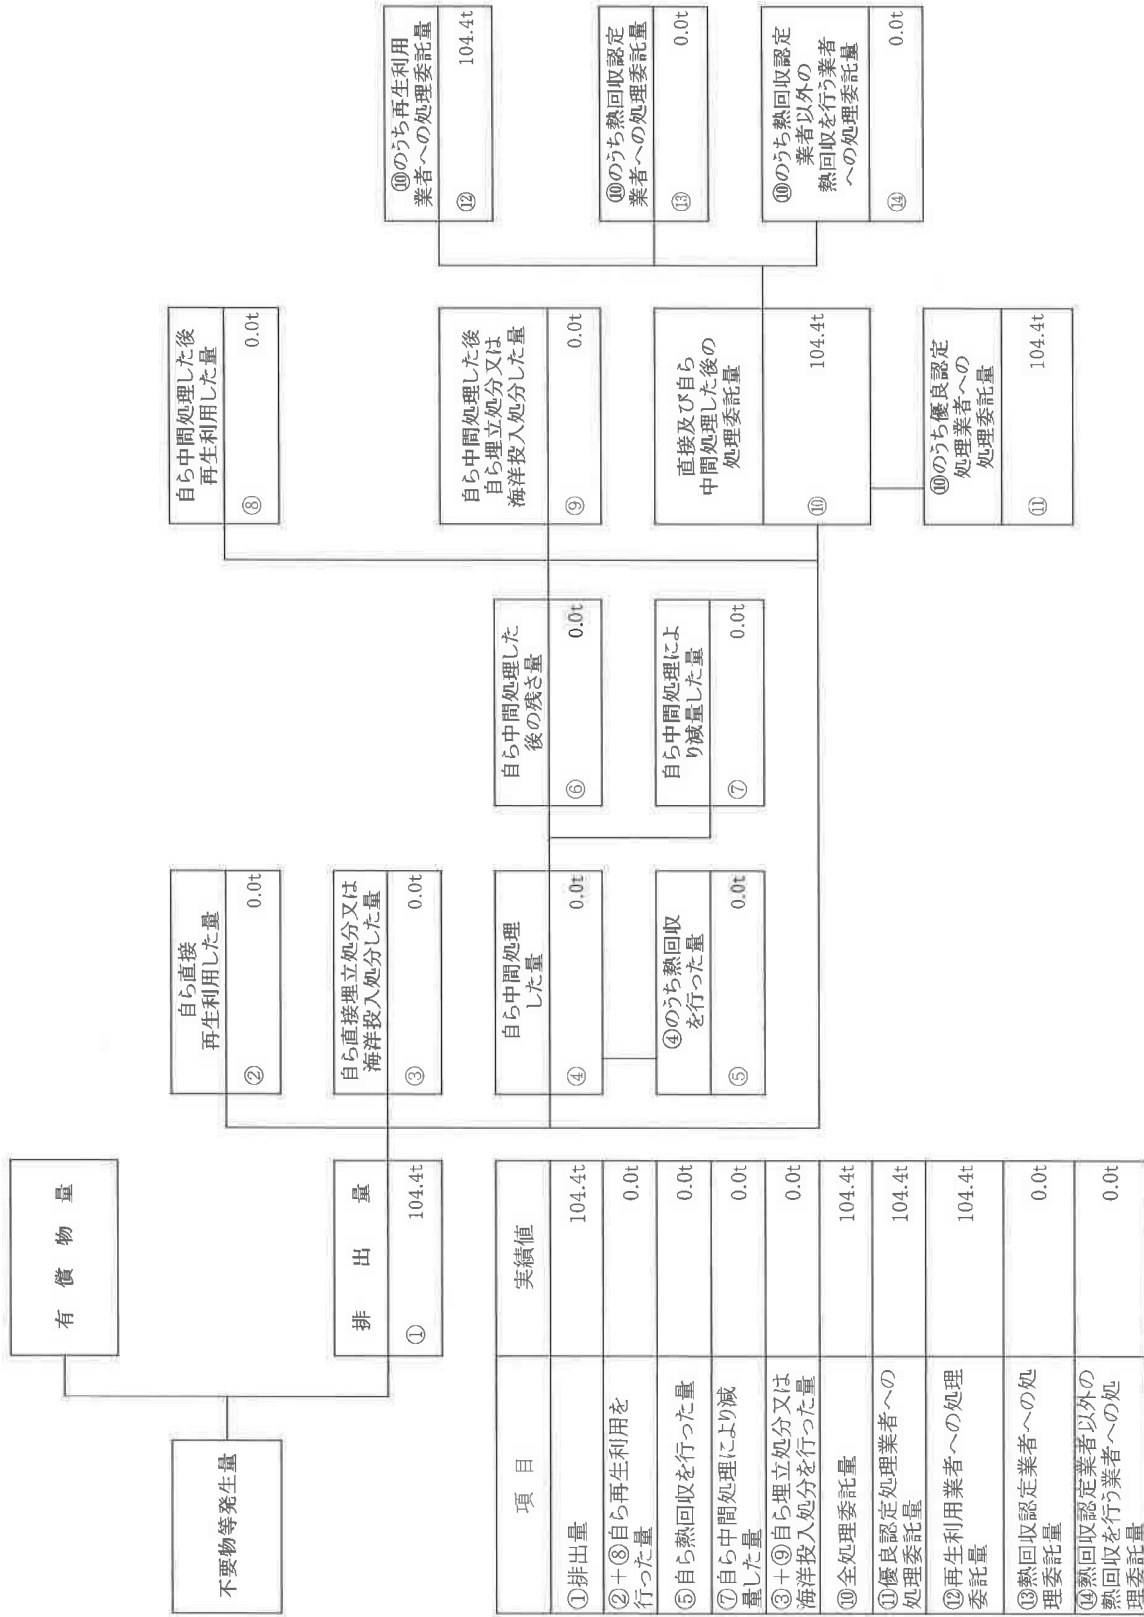 不要物等発生量
有償物量
排出量
① 104.4t
自ら直接
再生利用した量
② 0.0t
自ら直接埋立処分又は
海洋投入処分した量
③ 0.0t
自ら中間処理
した量
④ 0.0t
④のうち熱回収
を行った量
⑤ 0.0t
自ら中間処理した
後の残さ量
⑥ 0.0t
自ら中間処理によ
り減量した量
⑦ 0.0t
自ら中間処理した後
再生利用した量
⑧ 0.0t
自ら中間処理した後
自ら埋立処分又は
海洋投入処分した量
⑨ 0.0t
直接及び自ら
中間処理した後の
処理委託量
⑩ 104.4t
⑩のうち優良認定
処理業者への
処理委託量
⑪ 104.4t
⑩のうち再生利用
業者への処理委託量
⑫ 104.4t
⑩のうち熱回収認定
業者への処理委託量
⑬ 0.0t
⑩のうち熱回収認定
業者以外の
熱回収を行う業者
への処理委託量
⑭ 0.0t
項目 実績値
①排出量 104.4t
②+⑧自ら再生利用を
行った量 0.0t
⑤自ら熱回収を行った量 0.0t
⑦自ら中間処理により減
量した量 0.0t
③+⑨自ら埋立処分又は
海洋投入処分を行った量 0.0t
⑩全処理委託量 104.4t
⑪優良認定処理業者への
処理委託量 104.4t
⑫再生利用業者への処理
委託量 104.4t
⑬熱回収認定業者への処
理委託量 0.0t
⑭熱回収認定業者以外の
熱回収を行う業者への処
理委託量 0.0t